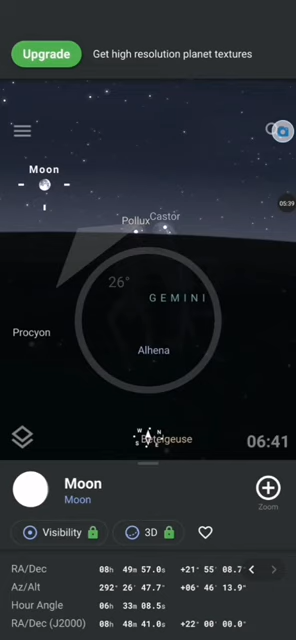 Upgrade Get high resolution planet textures
Moon
05:39
Pollux Castor
26°
GEMINI
Procyon
Alhena
W N
S E
Betelgeuse
06:41
Moon
Moon
Zoom
Visibility 3D
RA/Dec 08h 49m 57.0s +21° 55' 08.7"
Az/Alt 292° 26' 47.7" +06° 46' 13.9"
Hour Angle 06h 33m 08.5s
RA/Dec (J2000) 08h 48m 41.0s +22° 00' 00.0"